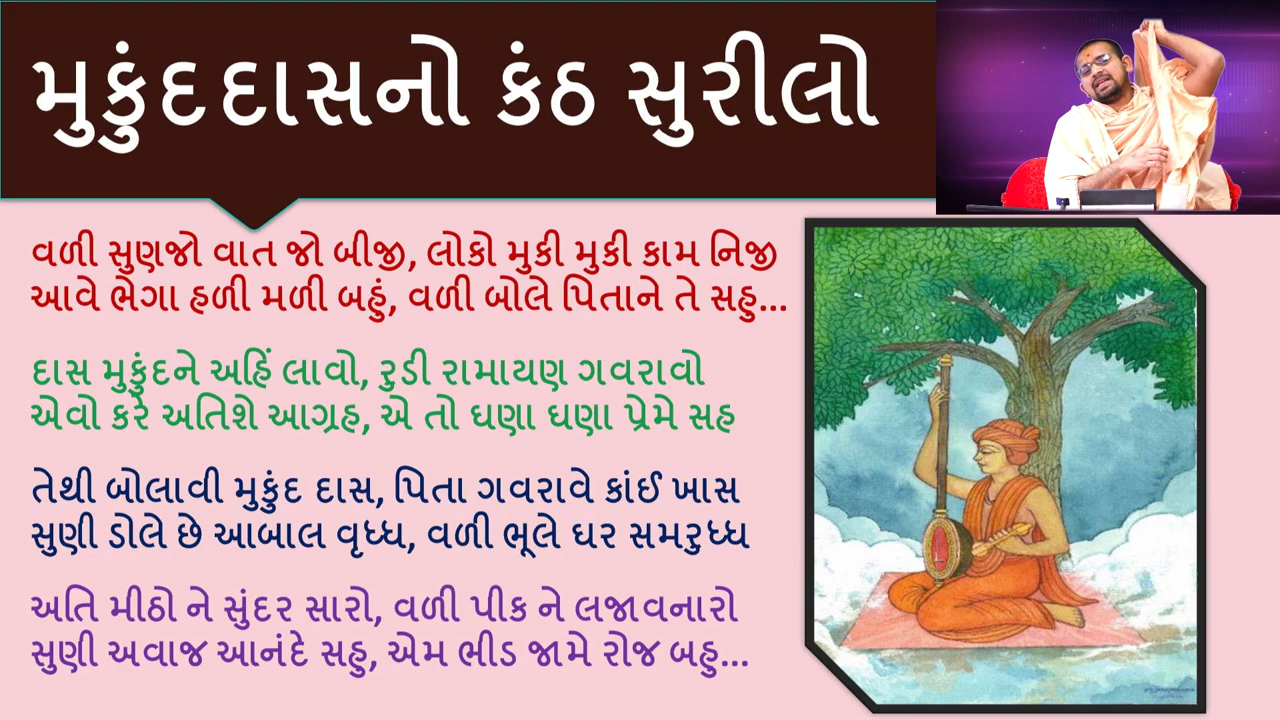 મુકુંદદાસનો કંઠ સુરીલો
વળી સુણજો વાત જો બીજી, લોકો મુકી મુકી કામ નિજી
આવે ભેગા હળી મળી બહું, વળી બોલે પિતાને તે સહુ...
દાસ મુકુંદને અહિં લાવો, રુડી રામાયણ ગવરાવો
એવો કરે અતિશે આગ્રહ, એ તો ઘણા ઘણા પ્રેમે સહ
તેથી બોલાવી મુકુંદ દાસ, પિતા ગવરાવે કાંઈ ખાસ
સુણી ડોલે છે આબાલ વૃધ્ધ, વળી ભૂલે ઘર સમરુધ્ધ
અતિ મીઠો ને સુંદર સારો, વળી પીક ને લજાવનારો
સુણી અવાજ આનંદે સહુ, એમ ભીડ જામે રોજ બહુ...